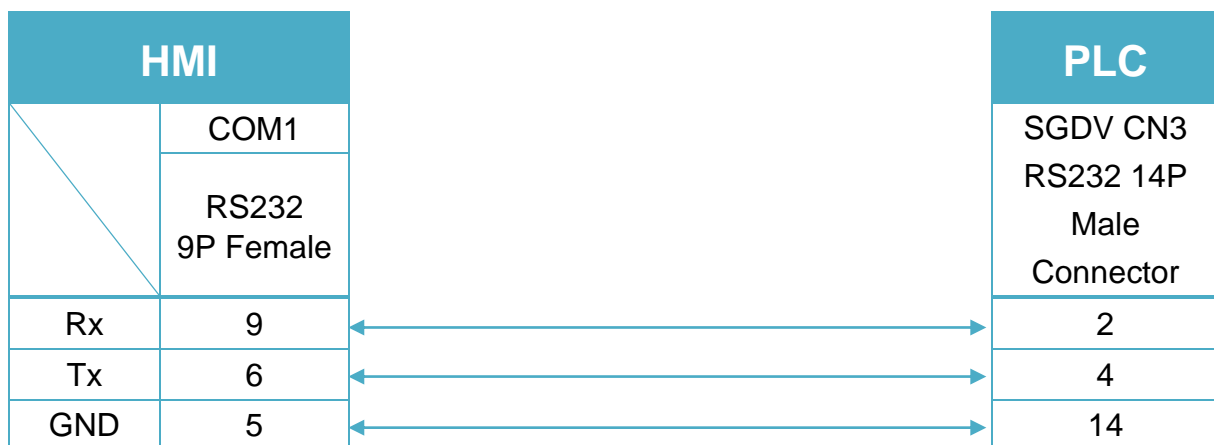 HMI
PLC
COM1
RS232
9P Female
SGDV CN3
RS232 14P
Male
Connector
Rx 9 2
Tx 6 4
GND 5 14